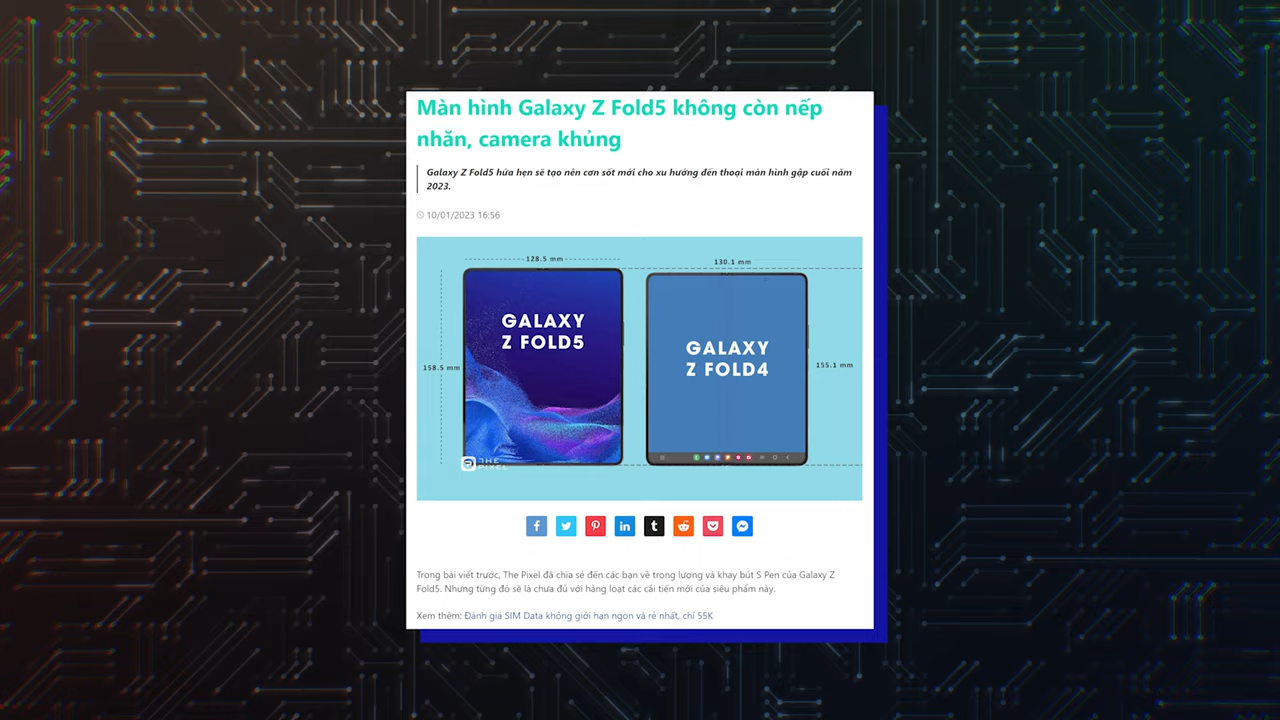 Màn hình Galaxy Z Fold5 không còn nếp
nhăn, camera khủng
Galaxy Z Fold5 hứa hẹn sẽ tạo nên cơn sốt mới cho xu hướng đến thoại màn hình gập cuối năm
2023.
10/01/2023 16:56
128.5 mm
130.1 mm
GALAXY
Z FOLD5
GALAXY
Z FOLD4
158.5 mm
155.1 mm
THE
PIXEL
Trong bài viết trước, The Pixel đã chia sẻ đến các bạn về trọng lượng và khay bút S Pen của Galaxy Z
Fold5. Nhưng từng đó sẽ là chưa đủ với hàng loạt các cải tiến mới của siêu phẩm này.
Xem thêm: Đánh giá SIM Data không giới hạn ngon và rẻ nhất, chỉ 55K